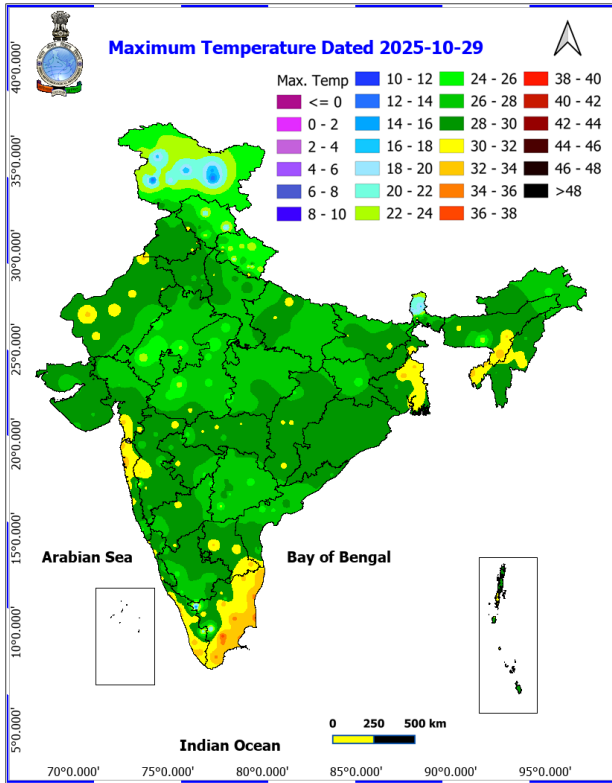 Maximum Temperature Dated 2025-10-29
Max. Temp
<= 0
0 - 2
2 - 4
4 - 6
6 - 8
8 - 10
10 - 12
12 - 14
14 - 16
16 - 18
18 - 20
20 - 22
22 - 24
24 - 26
26 - 28
28 - 30
30 - 32
32 - 34
34 - 36
36 - 38
38 - 40
40 - 42
42 - 44
44 - 46
46 - 48
>48
40°0.000'
35°0.000'
30°0.000'
25°0.000'
20°0.000'
15°0.000'
10°0.000'
5°0.000'
Arabian Sea
Bay of Bengal
Indian Ocean
0 250 500 km
70°0.000' 75°0.000' 80°0.000' 85°0.000' 90°0.000' 95°0.000'